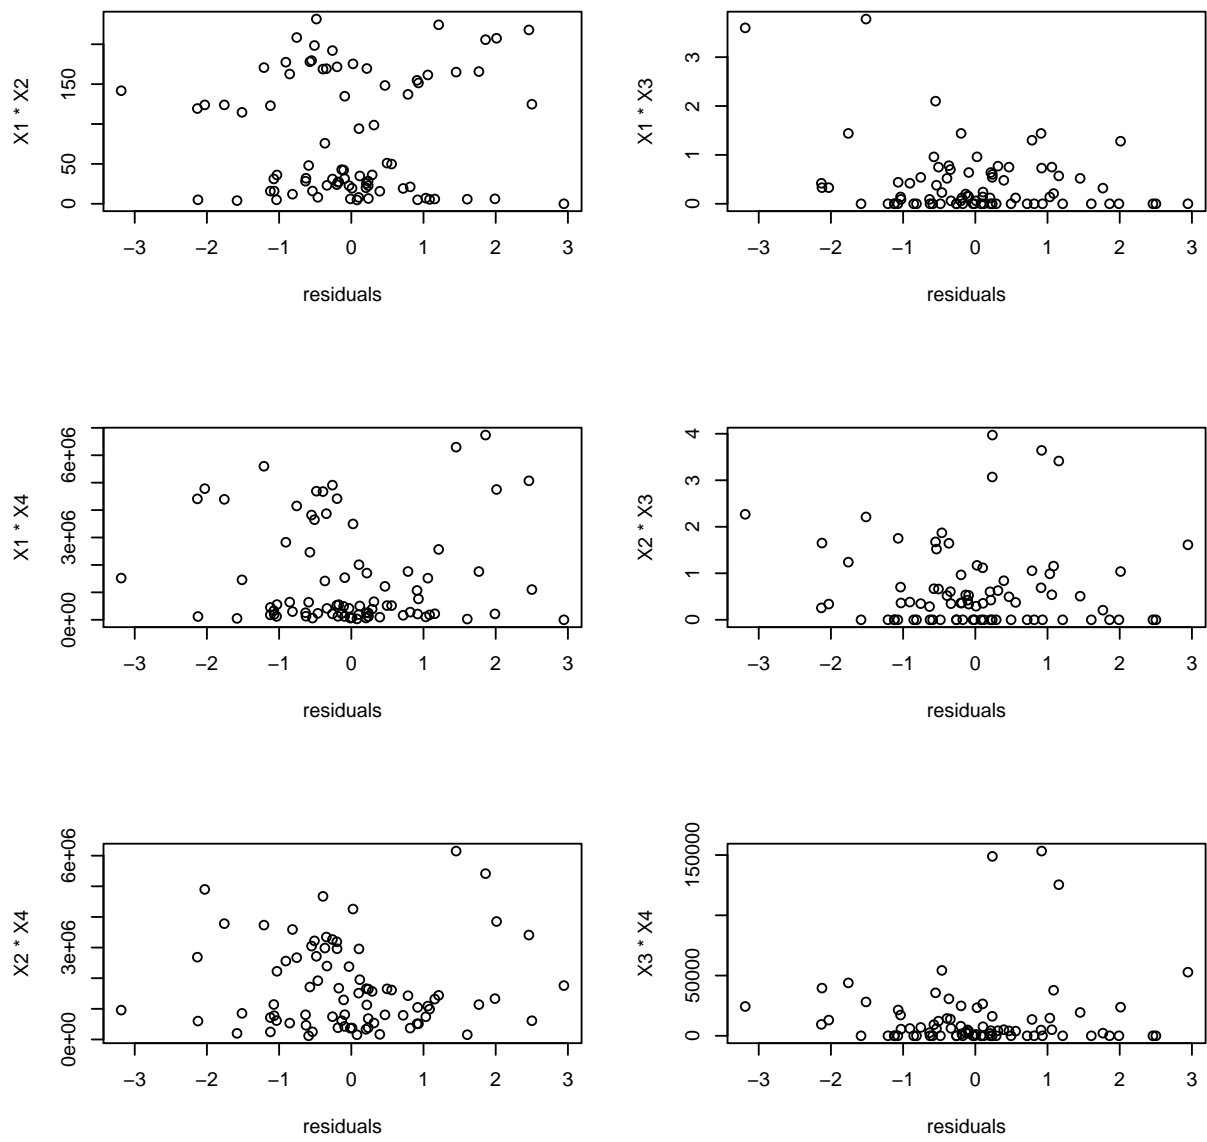 X1 * X2
150
50
0
−3 −2 −1 0 1 2 3
residuals
X1 * X3
3
2
1
0
−3 −2 −1 0 1 2 3
residuals
X1 * X4
6e+06
3e+06
0e+00
−3 −2 −1 0 1 2 3
residuals
X2 * X3
4
3
2
1
0
−3 −2 −1 0 1 2 3
residuals
X2 * X4
6e+06
3e+06
0e+00
−3 −2 −1 0 1 2 3
residuals
X3 * X4
150000
50000
0
−3 −2 −1 0 1 2 3
residuals